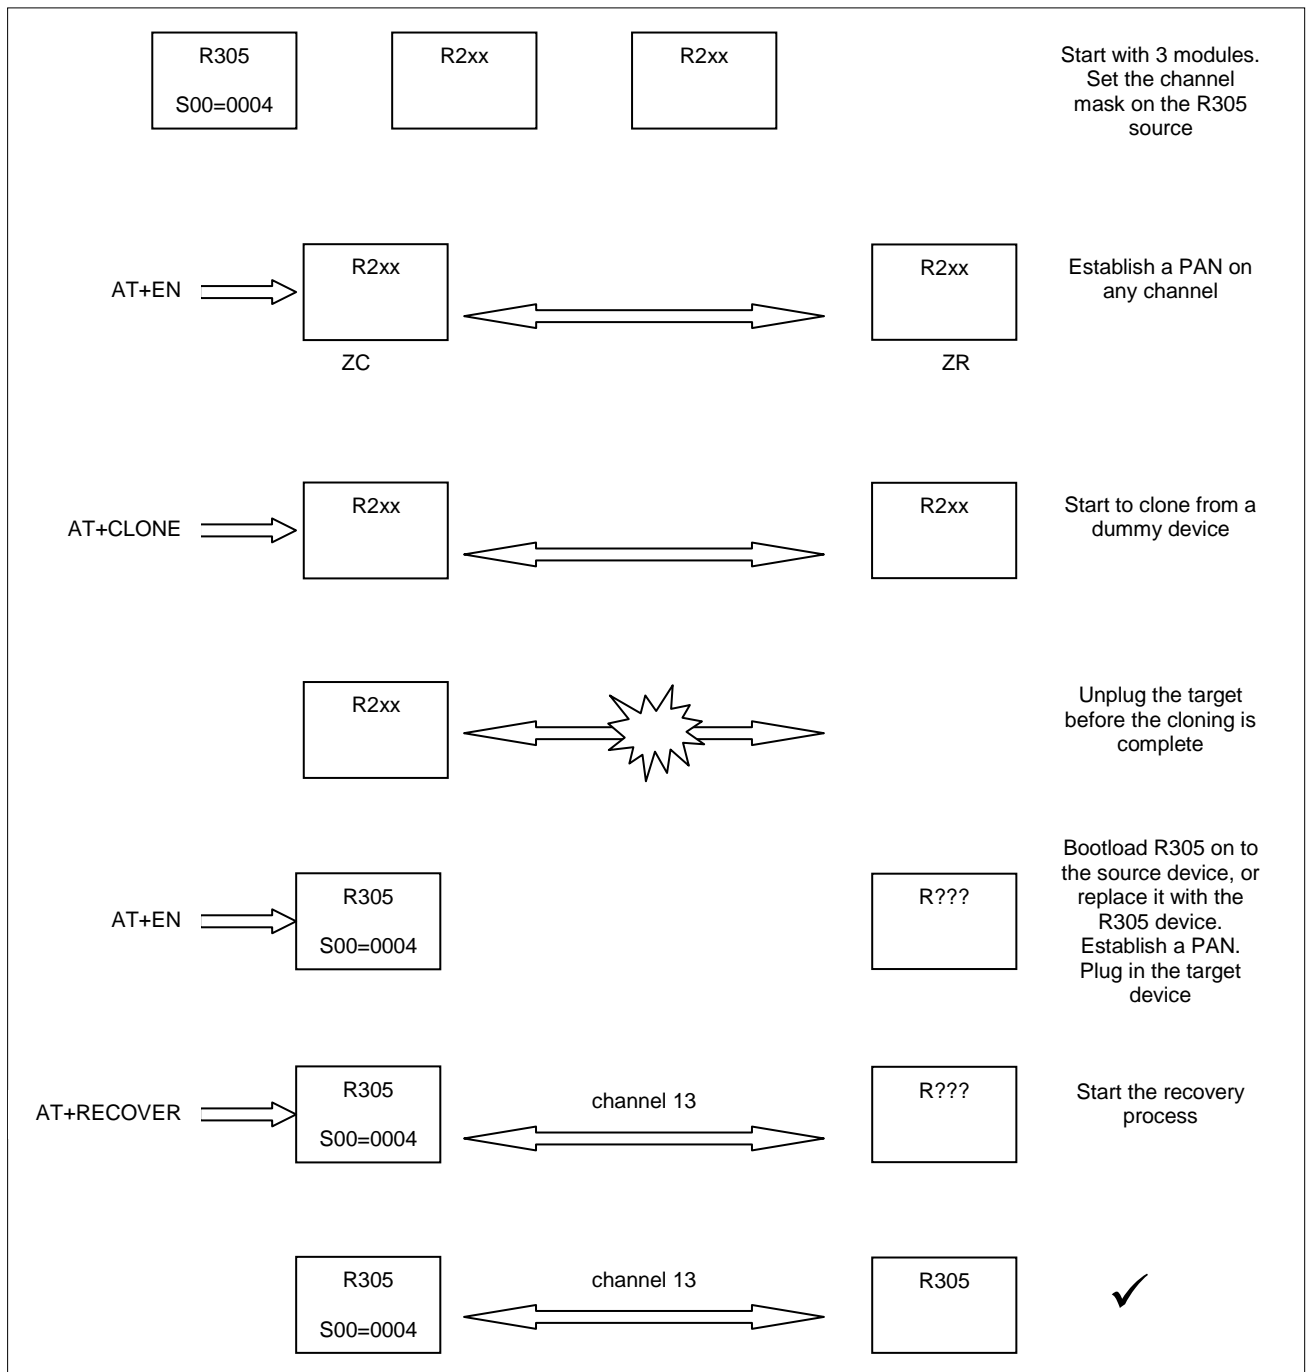 R305
S00=0004
R2xx
R2xx
Start with 3 modules.
Set the channel
mask on the R305
source
AT+EN
R2xx
ZC
R2xx
ZR
Establish a PAN on
any channel
AT+CLONE
R2xx
R2xx
Start to clone from a
dummy device
R2xx
Unplug the target
before the cloning is
complete
AT+EN
R305
S00=0004
R???
Bootload R305 on to
the source device, or
replace it with the
R305 device.
Establish a PAN.
Plug in the target
device
AT+RECOVER
R305
S00=0004
channel 13
R???
Start the recovery
process
R305
S00=0004
channel 13
R305